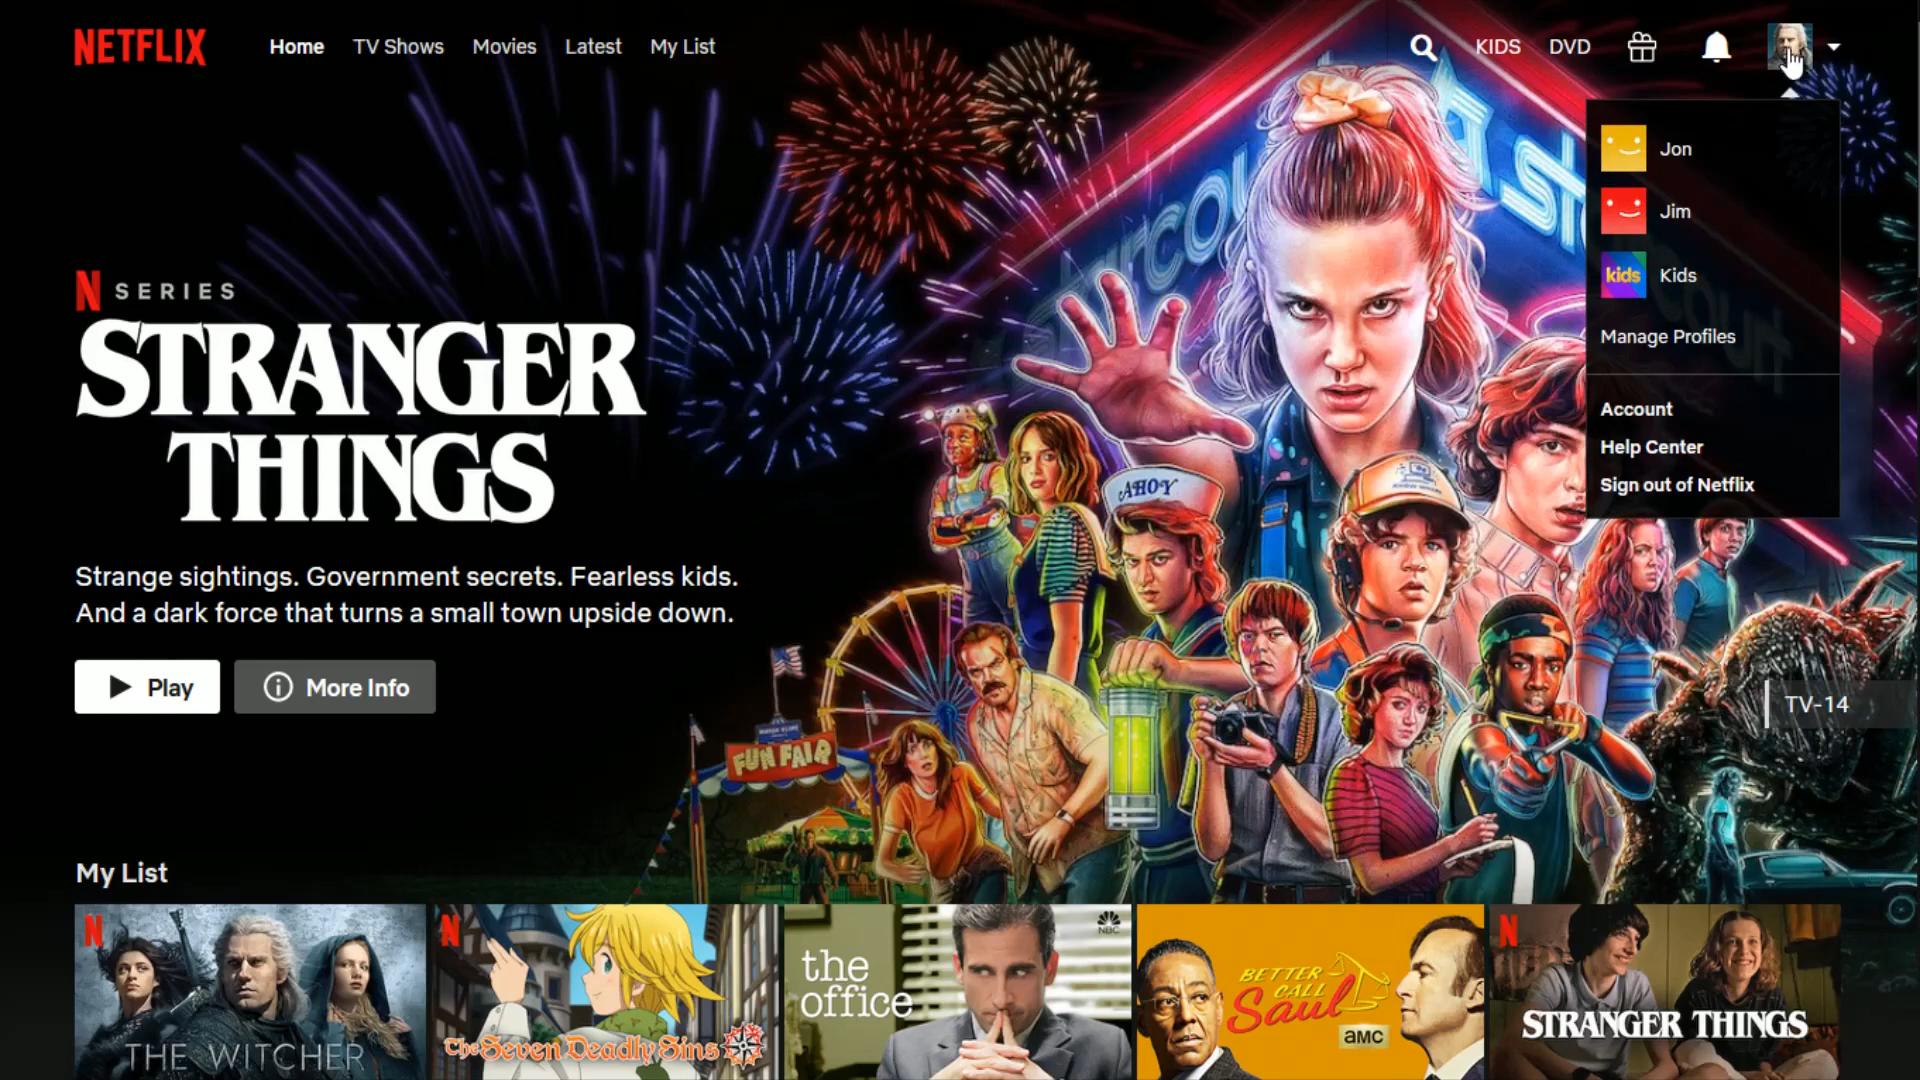 NETFLIX
Home TV Shows Movies Latest My List
KIDS DVD
Jon
Jim
kids Kids
Manage Profiles
Account
Help Center
Sign out of Netflix
N SERIES
STRANGER
THINGS
AHOY
Strange sightings. Government secrets. Fearless kids.
And a dark force that turns a small town upside down.
Play More Info
TV-14
FUN FAIR
My List
N
THE WITCHER
N
The Seven Deadly Sins
the
office
NBC
BETTER
CALL
Saul
amc
N
STRANGER THINGS